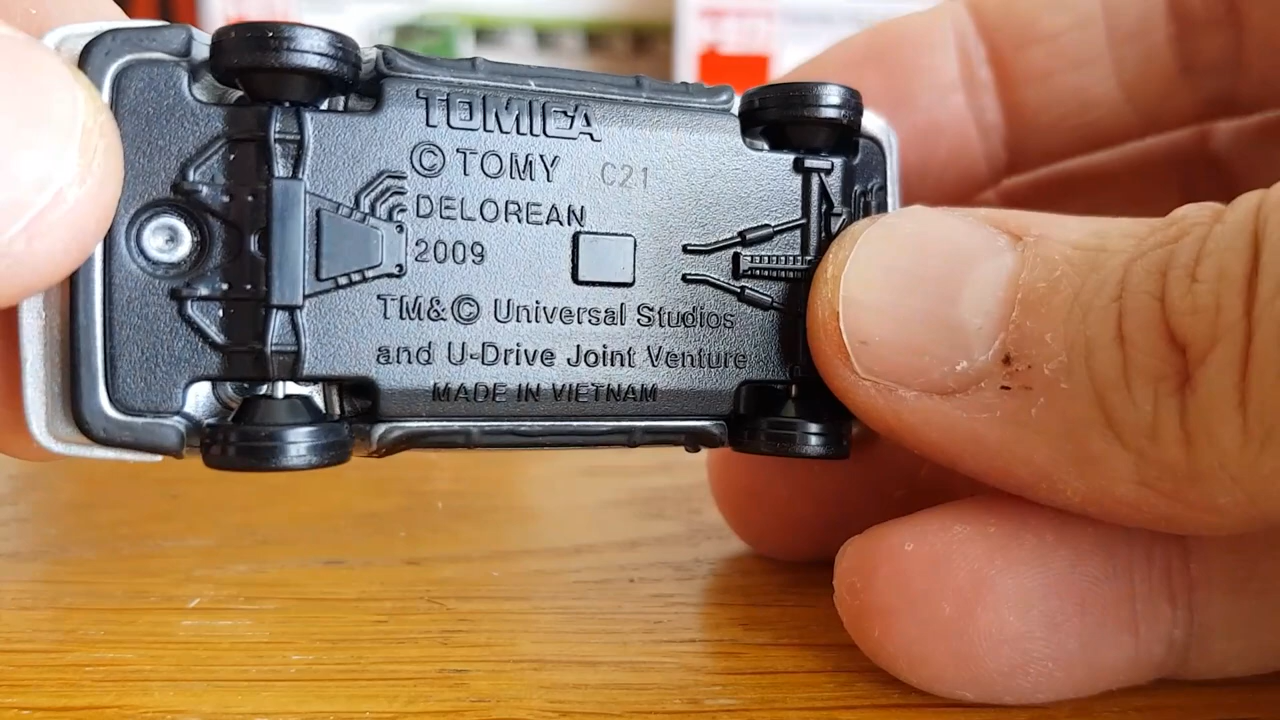 TOMICA
© TOMY C21
DELOREAN
2009
TM&© Universal Studios
and U-Drive Joint Venture
MADE IN VIETNAM